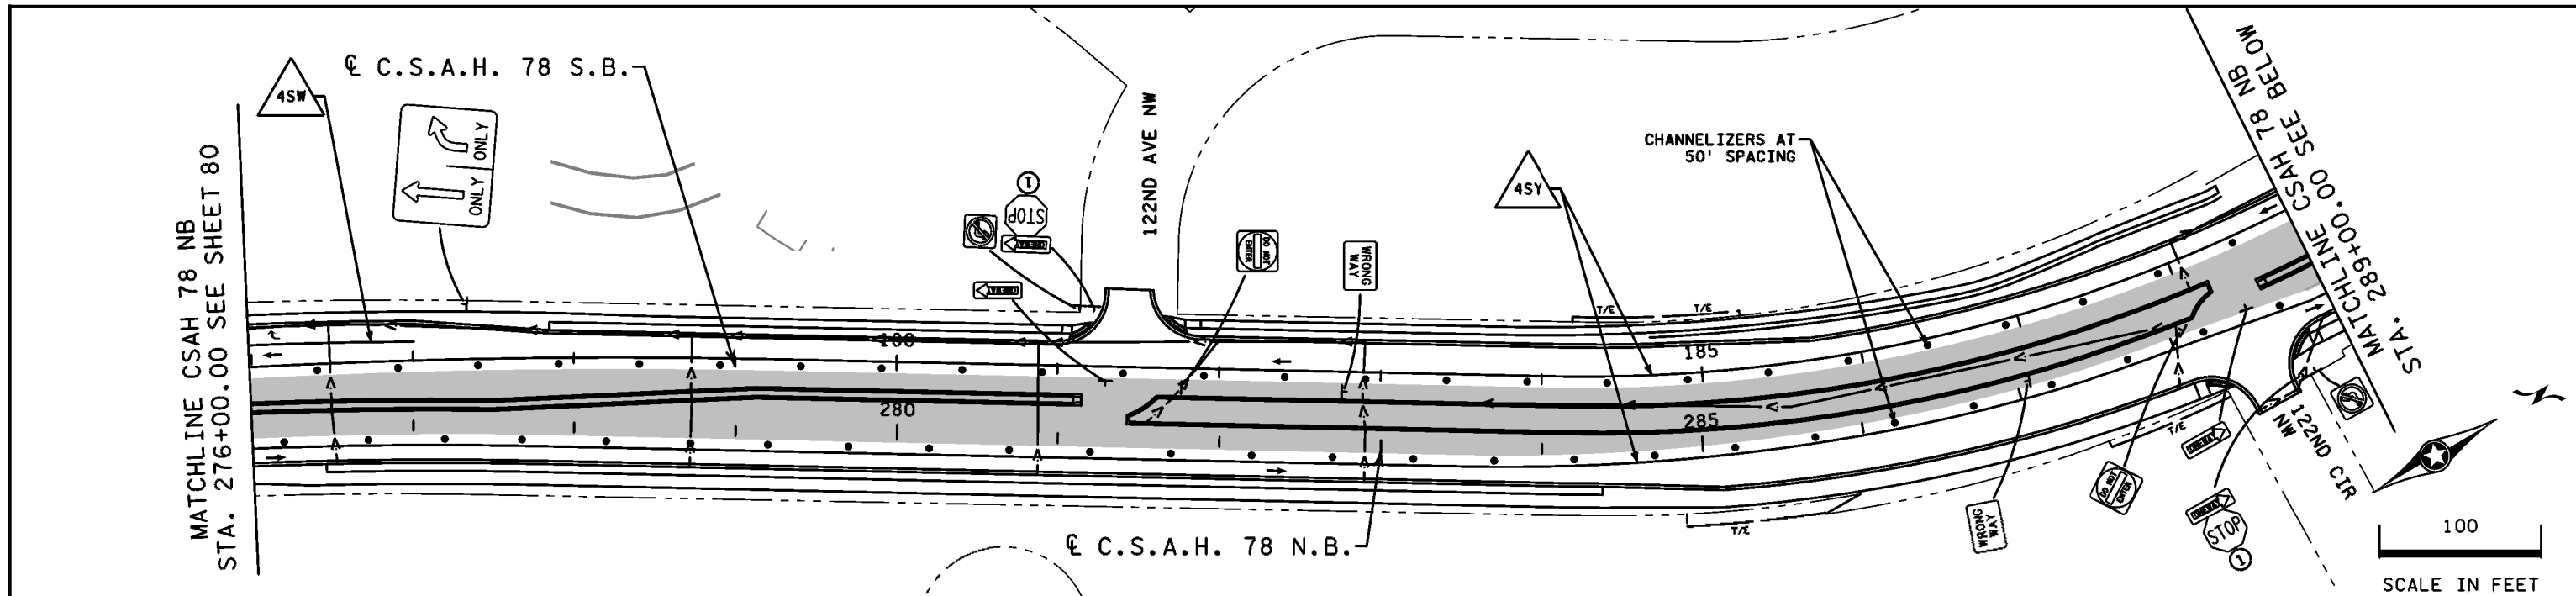 MATCHLINE CSAH 78 NB
STA. 276+00.00 SEE SHEET 80
4SW
℄ C.S.A.H. 78 S.B.
ONLY
ONLY
1
STOP
122ND AVE NW
DO NOT
ENTER
WRONG
WAY
4SY
CHANNELIZERS AT
50' SPACING
MATCHLINE CSAH 78 NB
STA. 289+00.00 SEE BELOW
T/E
T/E
185
280
285
℄ C.S.A.H. 78 N.B.
T/E
T/E
WRONG
WAY
DO NOT
ENTER
STOP
1
122ND CIR
NW
100
SCALE IN FEET